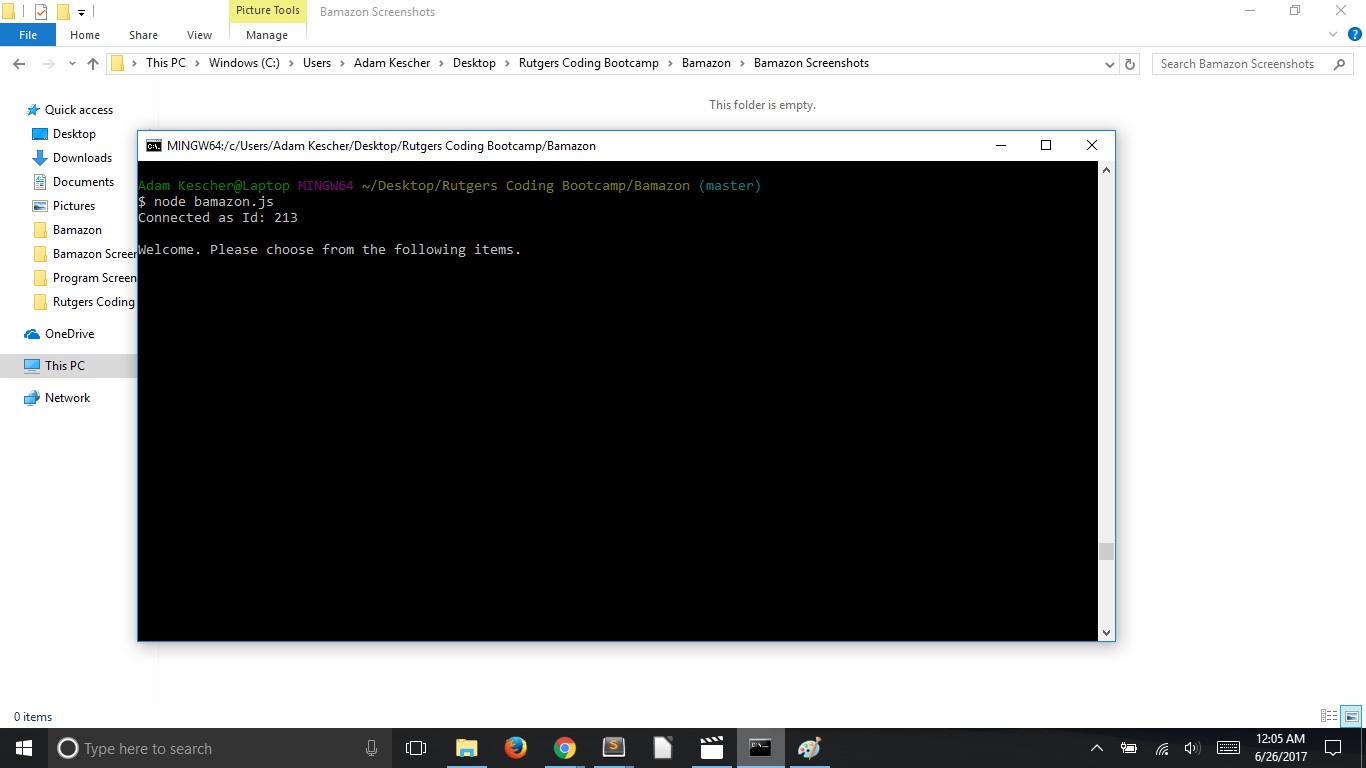 Picture Tools Bamazon Screenshots
File Home Share View Manage
This PC Windows (C:) Users Adam Kescher Desktop Rutgers Coding Bootcamp Bamazon Bamazon Screenshots Search Bamazon Screenshots
This folder is empty.
Quick access
Desktop
Downloads
Documents
Pictures
Bamazon
Bamazon Screer
Program Screen
Rutgers Coding
OneDrive
This PC
Network
MINGW64:/c/Users/Adam Kescher/Desktop/Rutgers Coding Bootcamp/Bamazon
Adam Kescher@Laptop MINGW64 ~/Desktop/Rutgers Coding Bootcamp/Bamazon (master)
$ node bamazon.js
Connected as Id: 213
Welcome. Please choose from the following items.
0 items
Type here to search
12:05 AM
6/26/2017